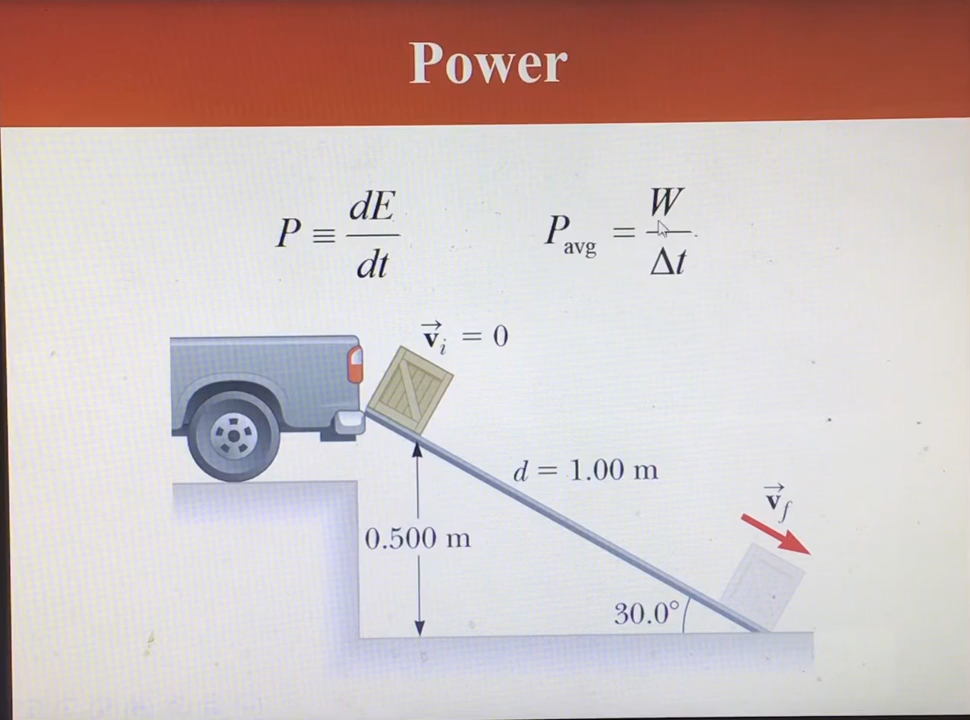 Power
P ≡ dE/dt
P_avg = W/Δt
v⃗_i = 0
d = 1.00 m
v⃗_f
0.500 m
30.0°